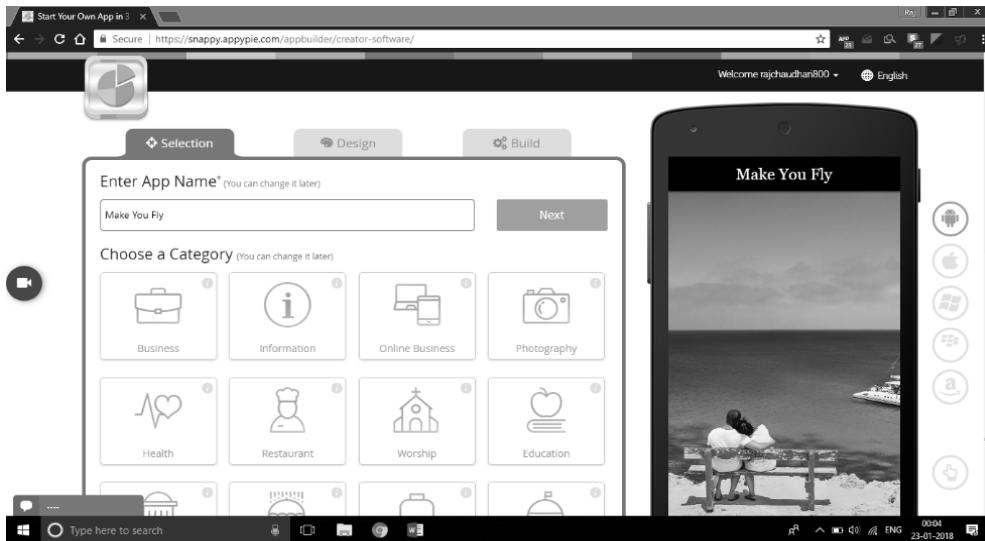 Start Your Own App in 3
Raj
Secure | https://snappy.appypie.com/appbuilder/creator-software/
Welcome rajchaudhari800
English
Selection
Design
Build
Enter App Name* (You can change it later)
Make You Fly
Next
Choose a Category (You can change it later)
Business
Information
Online Business
Photography
Health
Restaurant
Worship
Education
Make You Fly
....
Type here to search
ENG
00:04
23-01-2018